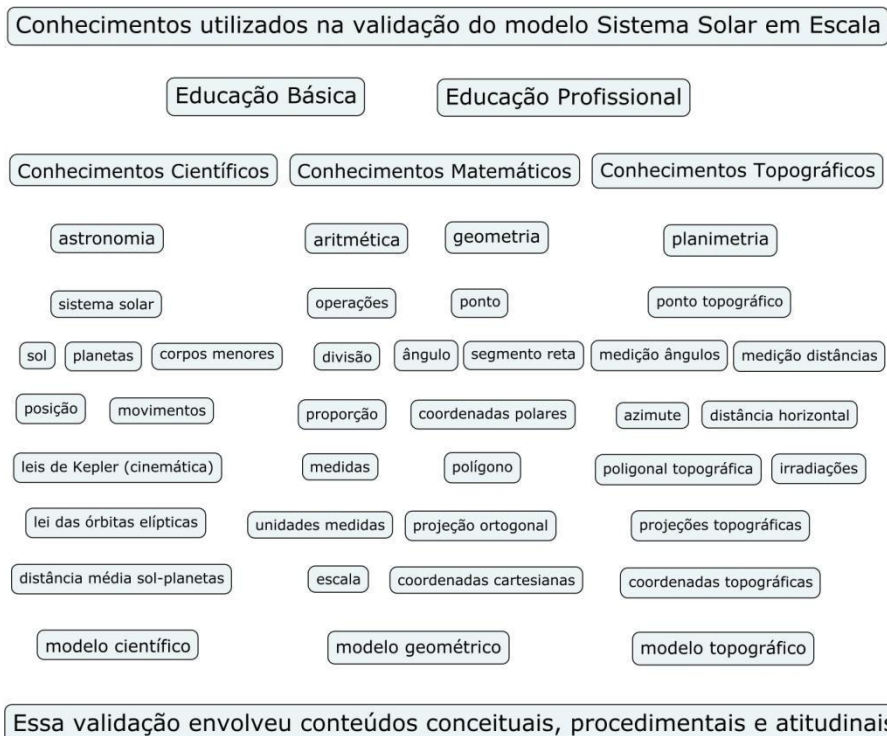 Conhecimentos utilizados na validação do modelo Sistema Solar em Escala
Educação Básica
Educação Profissional
Conhecimentos Científicos
Conhecimentos Matemáticos
Conhecimentos Topográficos
astronomia
aritmética
geometria
planimetria
sistema solar
operações
ponto
ponto topográfico
sol
planetas
corpos menores
divisão
ângulo
segmento reta
medição ângulos
medição distâncias
posição
movimentos
proporção
coordenadas polares
azimute
distância horizontal
leis de Kepler (cinemática)
medidas
polígono
poligonal topográfica
irradiações
lei das órbitas elípticas
unidades medidas
projeção ortogonal
projeções topográficas
distância média sol-planetas
escala
coordenadas cartesianas
coordenadas topográficas
modelo científico
modelo geométrico
modelo topográfico
Essa validação envolveu conteúdos conceituais, procedimentais e atitudinais